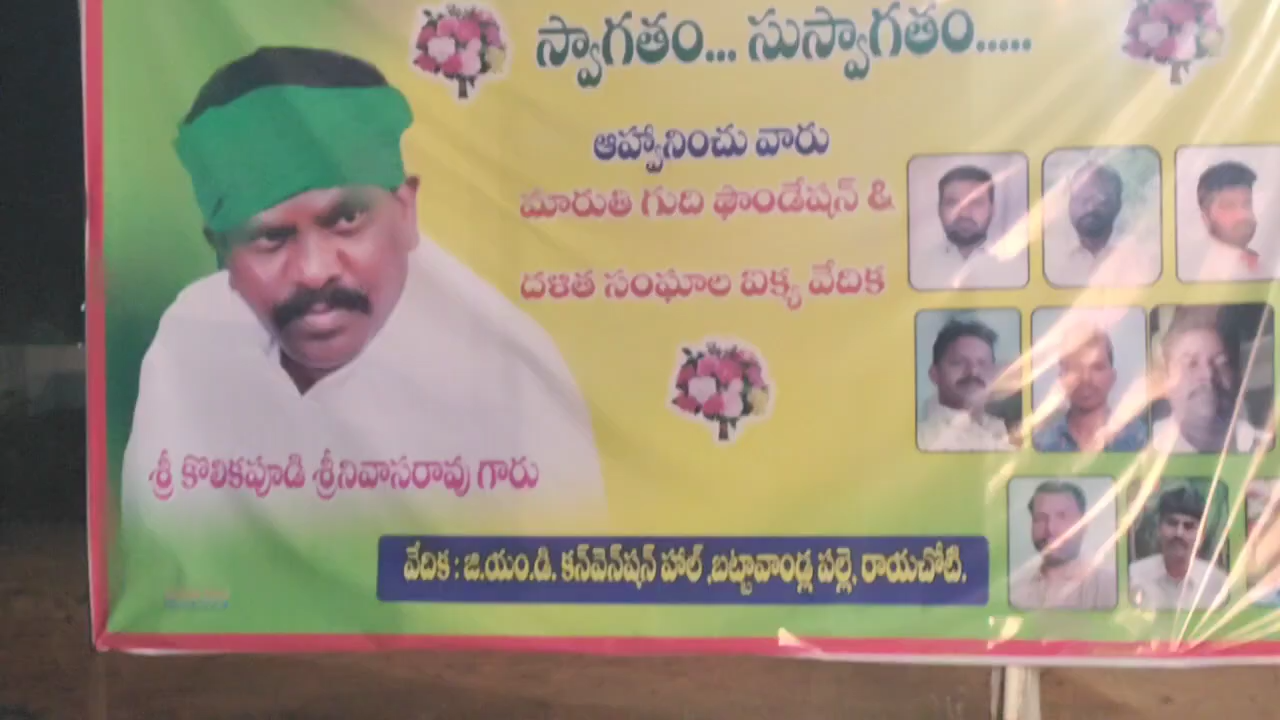 స్వాగతం... సుస్వాగతం.....
ఆహ్వానించు వారు
మారుతి గుడి ఫౌండేషన్ &
దళిత సంఘాల ఐక్య వేదిక
శ్రీ కొలికపూడి శ్రీనివాసరావు గారు
వేదిక : జి.యం.డి. కన్‌వెన్‌షన్ హాల్ ,బట్టావాండ్ల పల్లె, రాయచోటి.